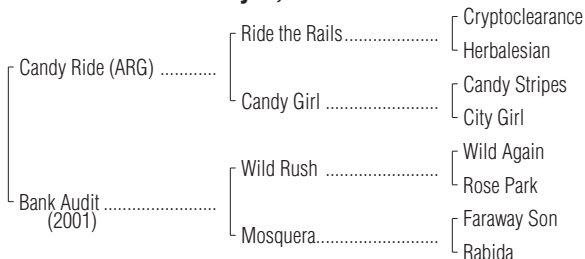 Cryptoclearance
Ride the Rails
Herbalesian
Candy Ride (ARG)
Candy Stripes
Candy Girl
City Girl
Wild Again
Wild Rush
Rose Park
Bank Audit
(2001)
Faraway Son
Mosquera
Rabida